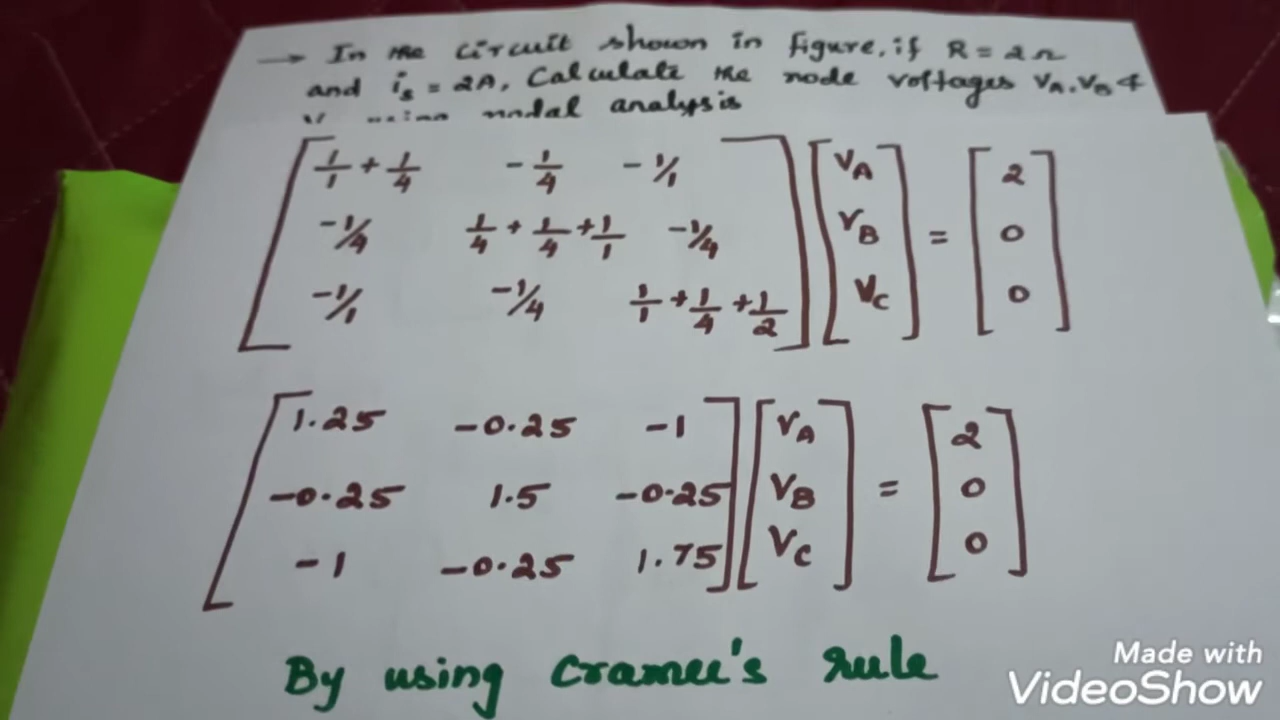 → In the circuit shown in figure, if R = 2Ω
and is = 2A, Calculate the node voltages VA, VB &
nodal analysis
[ 1/1 + 1/4   -1/4   -1/1 ] [ VA ] = [ 2 ]
[ -1/4   1/4 + 1/4 + 1/1   -1/4 ] [ VB ] = [ 0 ]
[ -1/1   -1/4   1/1 + 1/4 + 1/2 ] [ VC ] = [ 0 ]
[ 1.25   -0.25   -1 ] [ VA ] = [ 2 ]
[ -0.25   1.5   -0.25 ] [ VB ] = [ 0 ]
[ -1   -0.25   1.75 ] [ VC ] = [ 0 ]
By using Cramer's rule
Made with
VideoShow